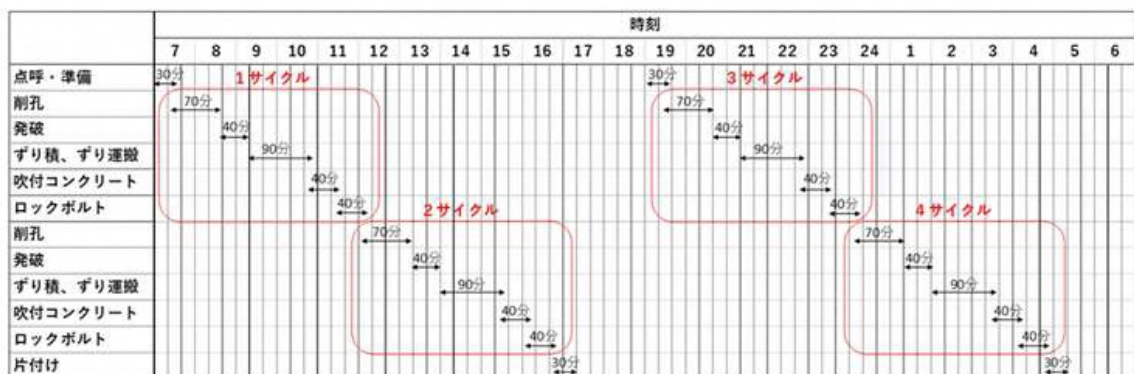 時刻
7 8 9 10 11 12 13 14 15 16 17 18 19 20 21 22 23 24 1 2 3 4 5 6
点呼・準備 30分 1サイクル 30分 3サイクル
削孔 70分 70分
発破 40分 40分
ずり積、ずり運搬 90分 90分
吹付コンクリート 40分 40分
ロックボルト 40分 2サイクル 40分 4サイクル
削孔 70分 70分
発破 40分 40分
ずり積、ずり運搬 90分 90分
吹付コンクリート 40分 40分
ロックボルト 40分 40分
片付け 30分 30分